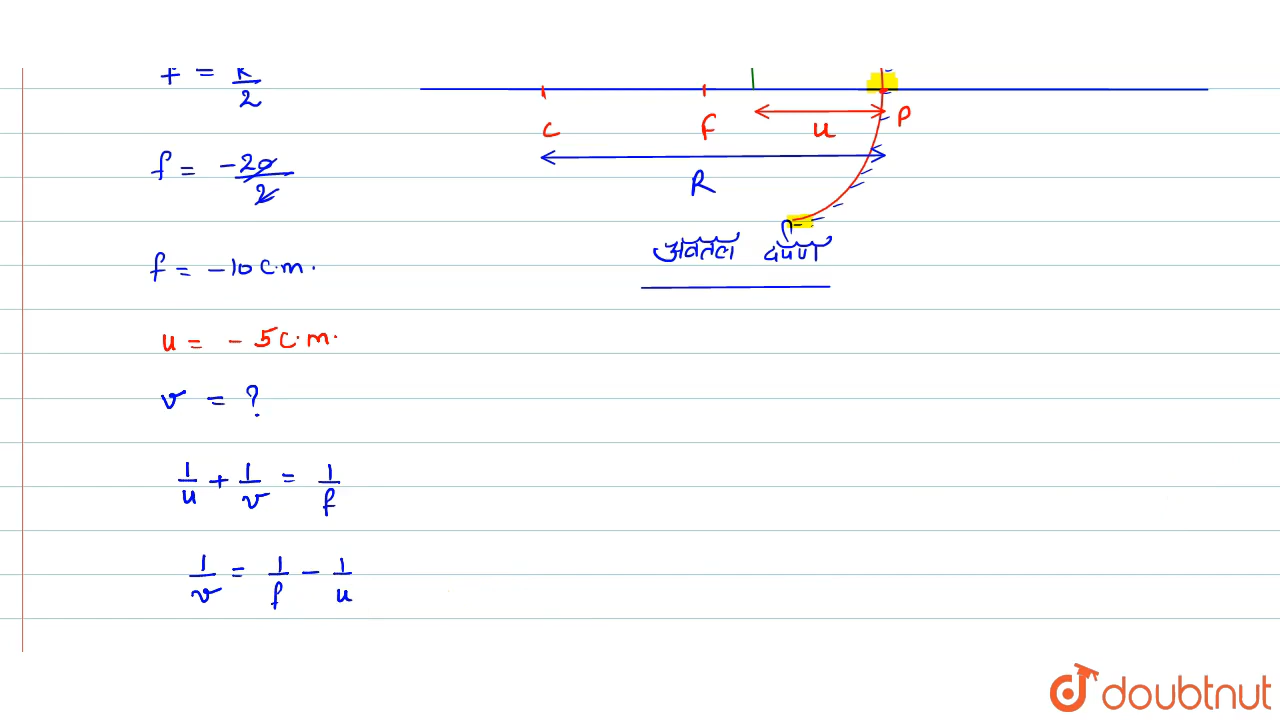 f = R/2
C F u P
f = -20/2
R
अवतल दर्पण
f = -10 c.m.
u = -5 c.m.
v = ?
1/u + 1/v = 1/f
1/v = 1/f - 1/u
doubtnut